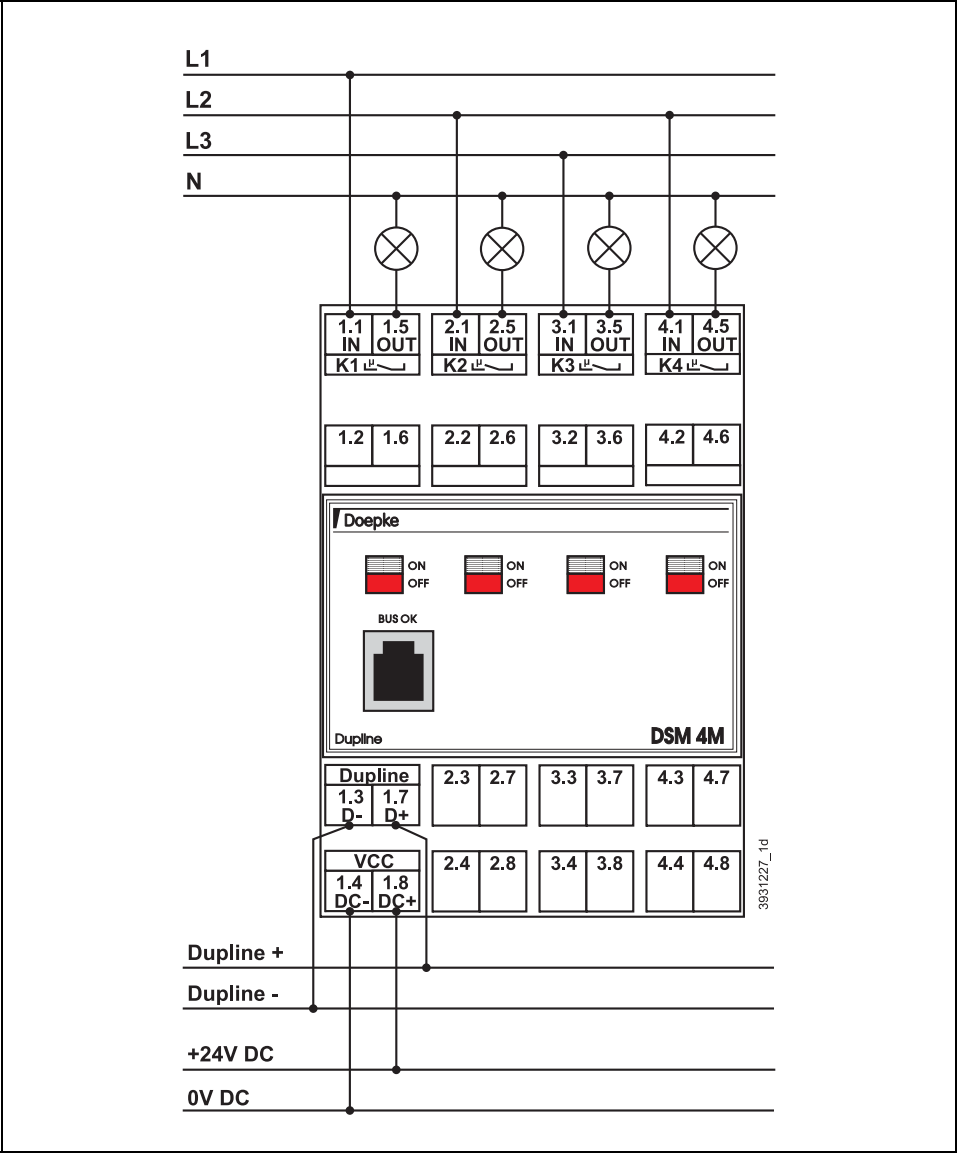 L1
L2
L3
N
1.1 1.5 2.1 2.5 3.1 3.5 4.1 4.5
IN OUT IN OUT IN OUT IN OUT
K1 µ K2 µ K3 µ K4 µ
1.2 1.6 2.2 2.6 3.2 3.6 4.2 4.6
Doepke
ON ON ON ON
OFF OFF OFF OFF
BUS OK
Dupline DSM 4M
Dupline 2.3 2.7 3.3 3.7 4.3 4.7
1.3 1.7
D- D+
VCC 2.4 2.8 3.4 3.8 4.4 4.8
1.4 1.8
DC- DC+
3931227_1d
Dupline +
Dupline -
+24V DC
0V DC